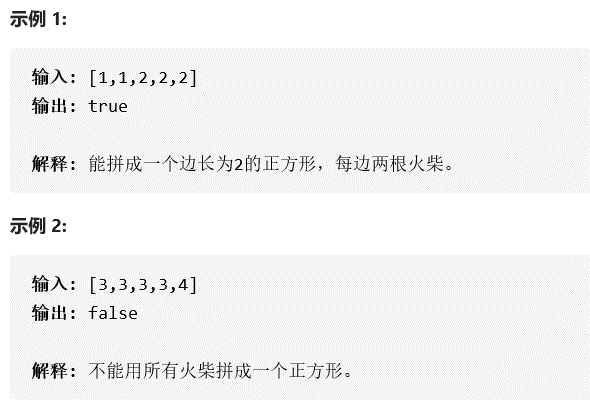 示例 1:
输入: [1,1,2,2,2]
输出: true
解释: 能拼成一个边长为2的正方形，每边两根火柴。
示例 2:
输入: [3,3,3,3,4]
输出: false
解释: 不能用所有火柴拼成一个正方形。